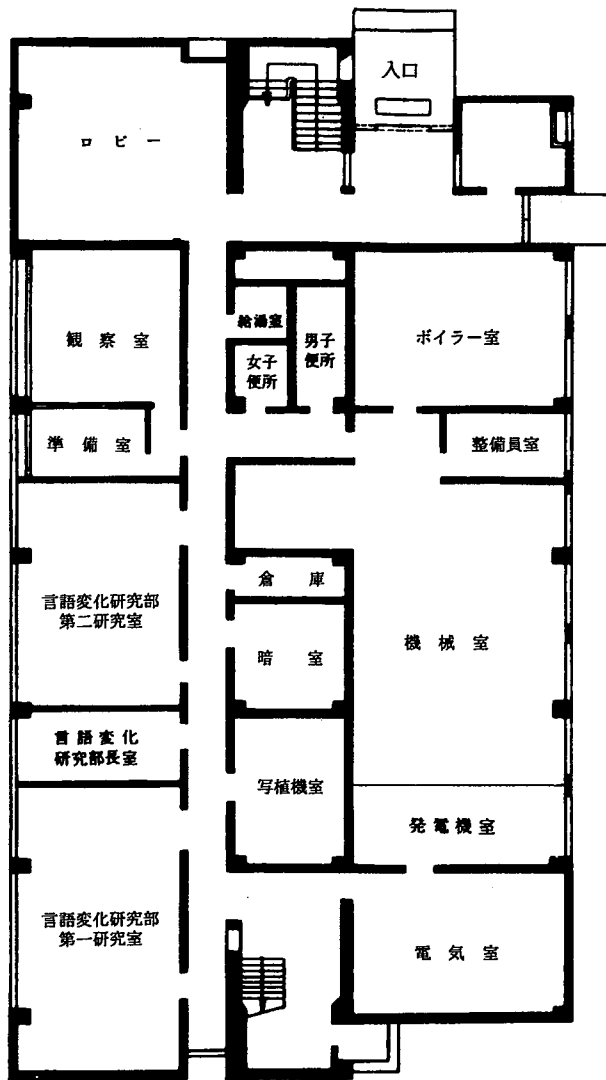 入口
ロビー
観察室
給湯室
男子
便所
女子
便所
ボイラー室
準備室
整備員室
倉庫
言語変化研究部
第二研究室
暗室
機械室
言語変化
研究部長室
写植機室
発電機室
言語変化研究部
第一研究室
電気室